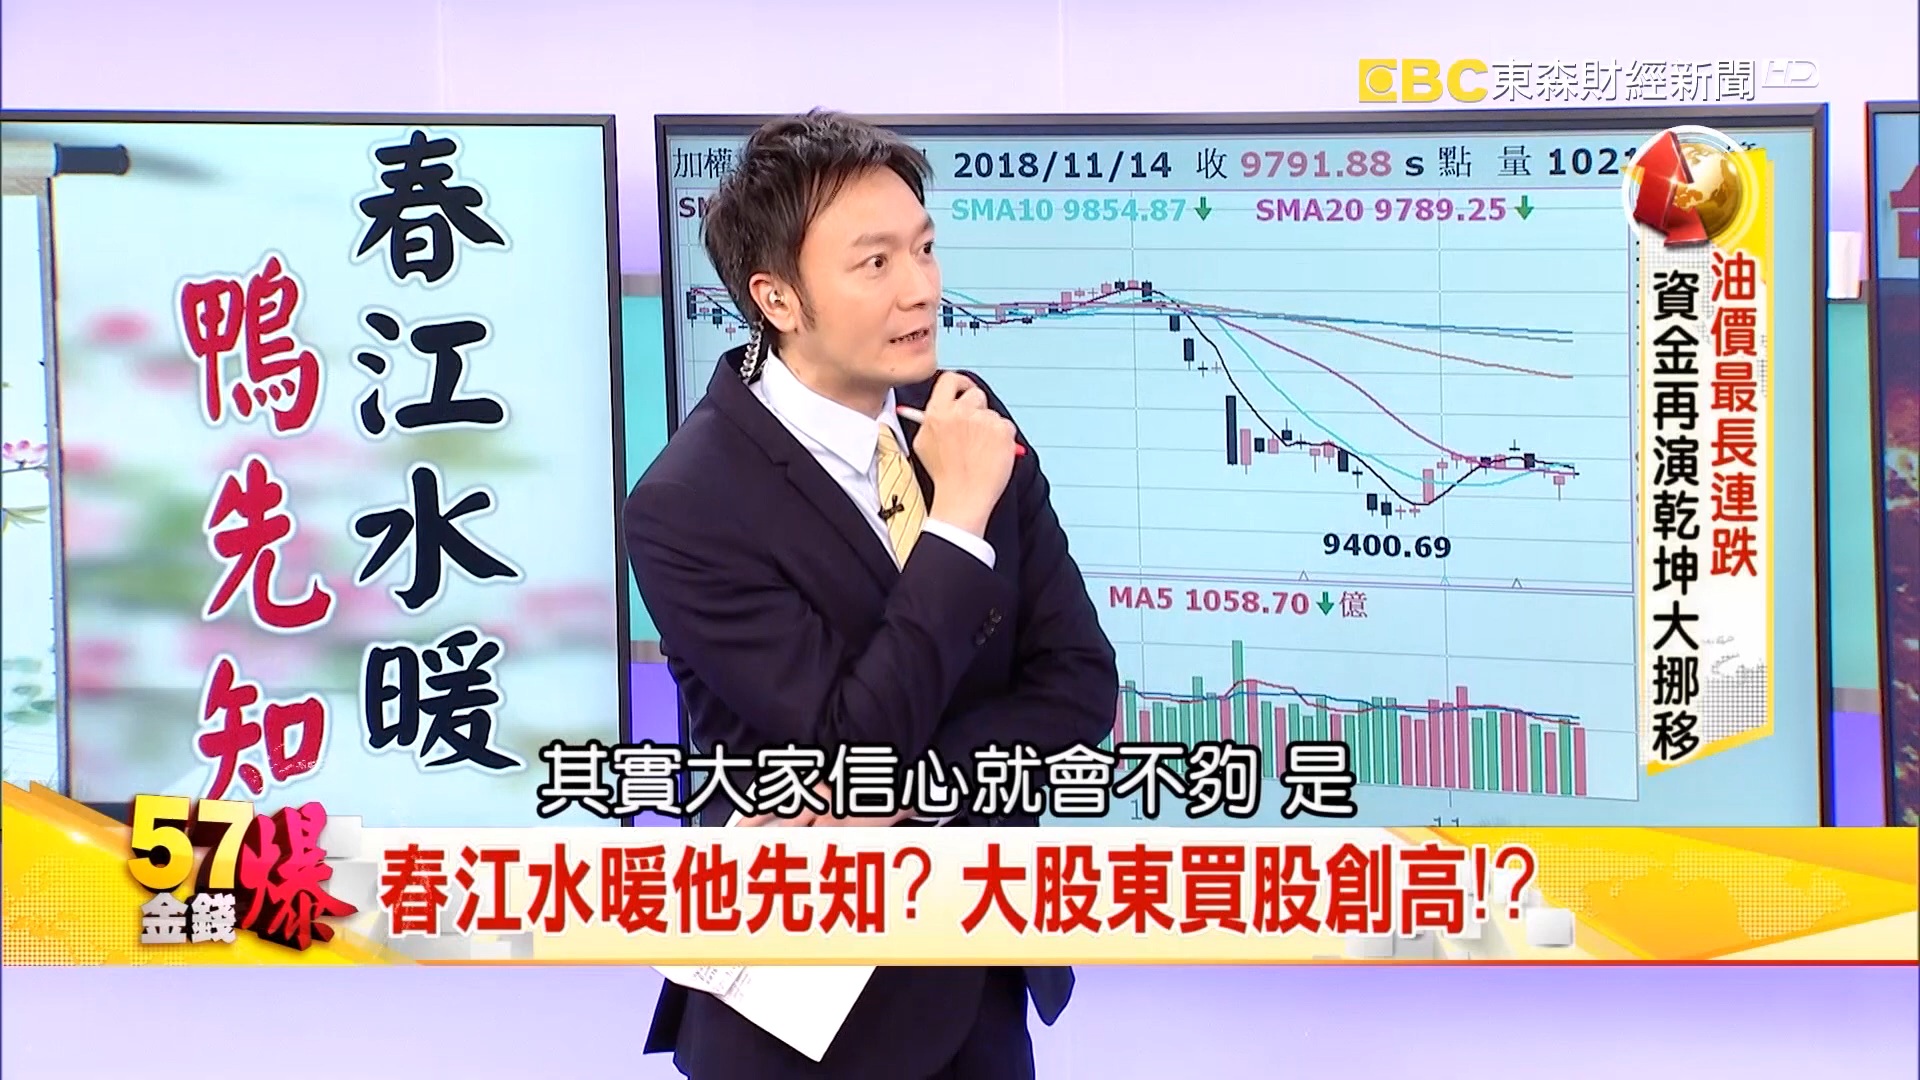 EBC東森財經新聞HD
春江水暖
鴨先知
加權
2018/11/14 收 9791.88 s 點 量
SMA10 9854.87↓ SMA20 9789.25↓
油價最長連跌
資金再演乾坤大挪移
9400.69
MA5 1058.70↓億
11
其實大家信心就會不夠 是
57金錢爆
春江水暖他先知? 大股東買股創高!?